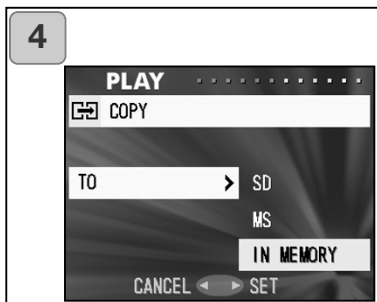 4
PLAY
COPY
TO > SD
MS
IN MEMORY
CANCEL ◄ ► SET